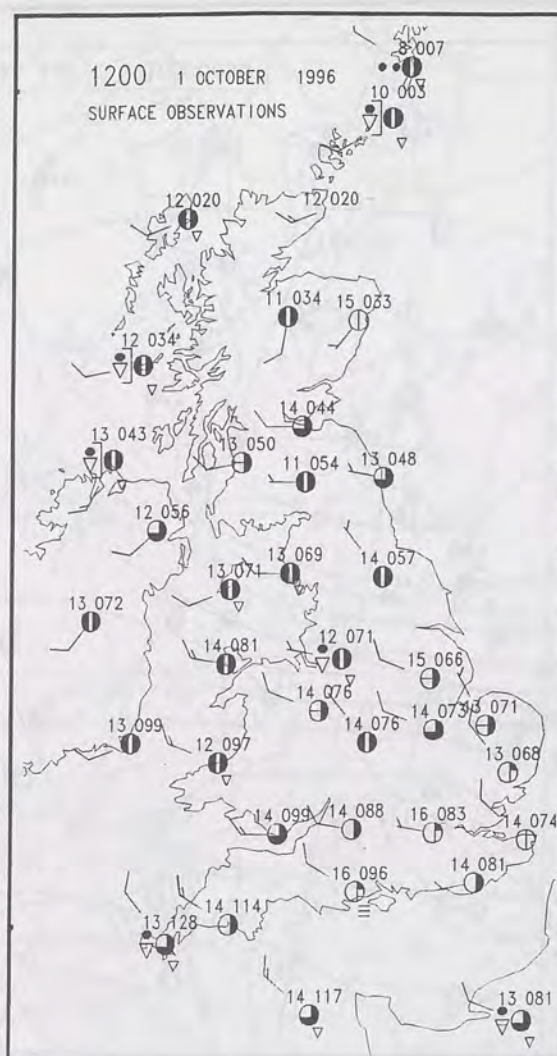 8 007
1200 1 OCTOBER 1996
10 003
SURFACE OBSERVATIONS
12 020 12 020
11 034 15 033
12 034
14 044
13 043 13 050
11 054 13 048
12 056
13 069 14 057
13 071
13 072
14 081 12 071
15 066
14 076
14 073 13 071
13 099 14 076
12 097 13 068
14 099 14 088 16 083
14 074
16 096 14 081
13 128 14 114
14 117 13 081